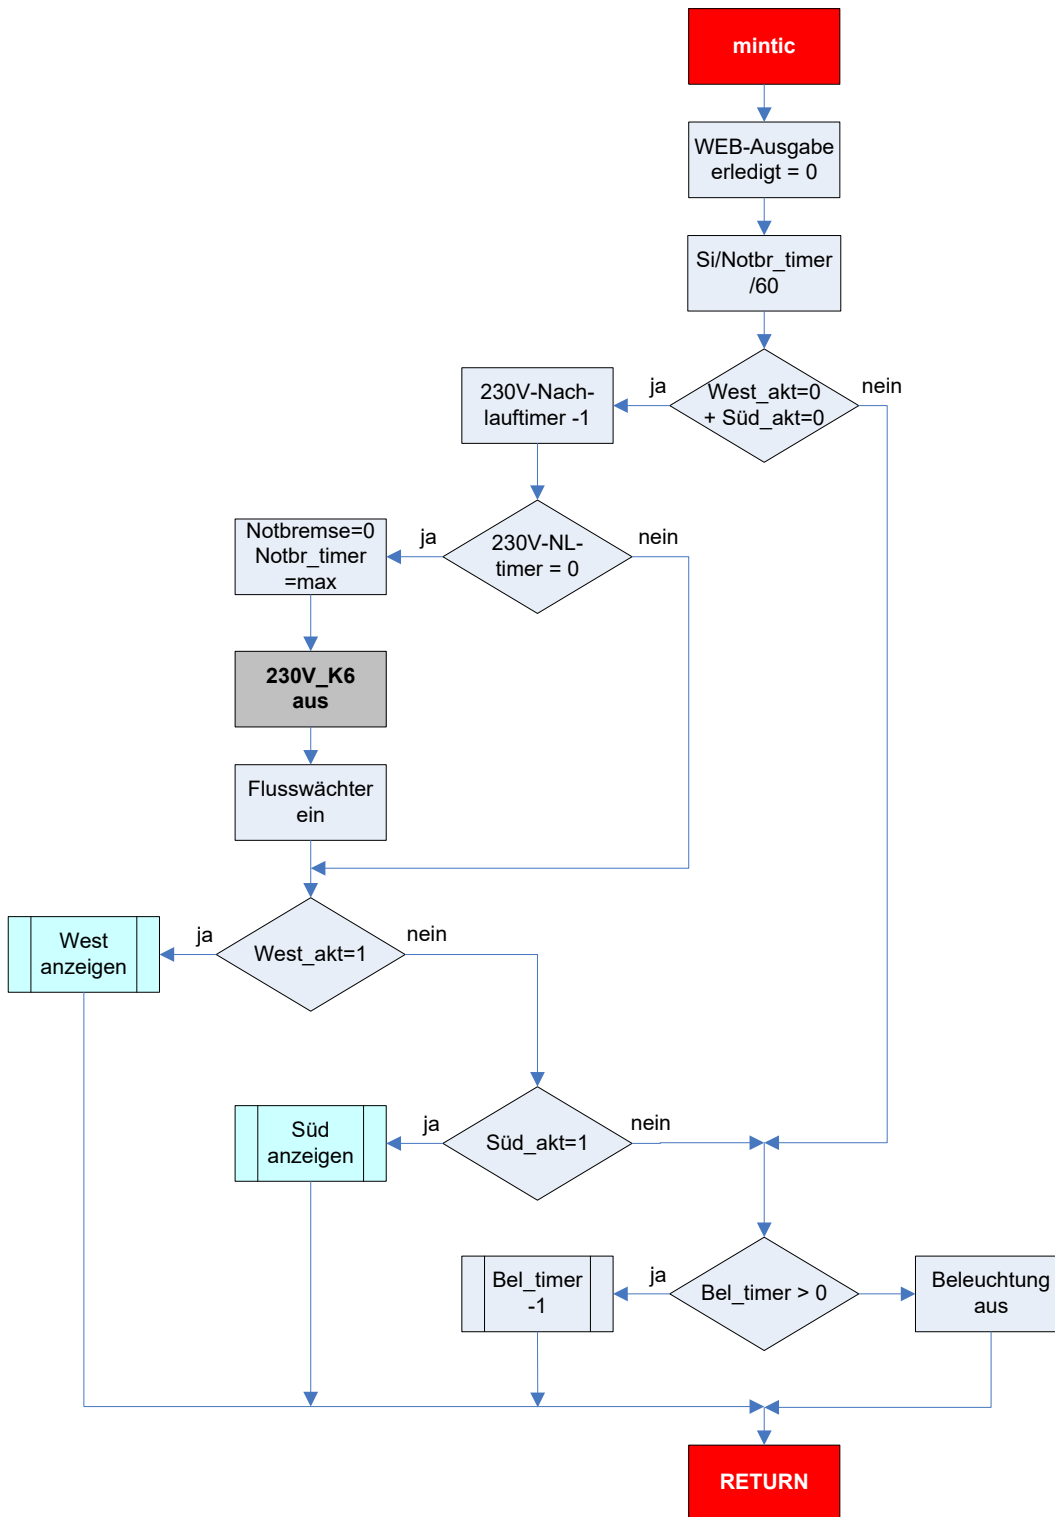 mintic
WEB-Ausgabe
erledigt = 0
Si/Notbr_timer
/60
West_akt=0
+ Süd_akt=0
ja
nein
230V-Nach-
lauftimer -1
230V-NL-
timer = 0
ja
nein
Notbremse=0
Notbr_timer
=max
230V_K6
aus
Flusswächter
ein
West_akt=1
ja
nein
West
anzeigen
Süd_akt=1
ja
nein
Süd
anzeigen
Bel_timer > 0
ja
Bel_timer
-1
Beleuchtung
aus
RETURN